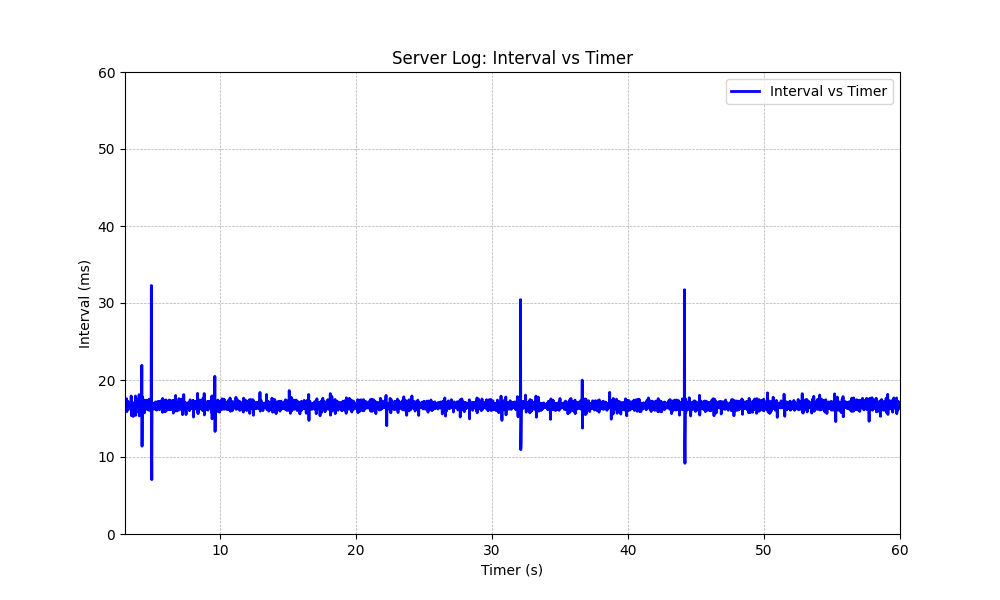 Server Log: Interval vs Timer
Interval vs Timer
60
50
40
30
20
10
0
Interval (ms)
10 20 30 40 50 60
Timer (s)